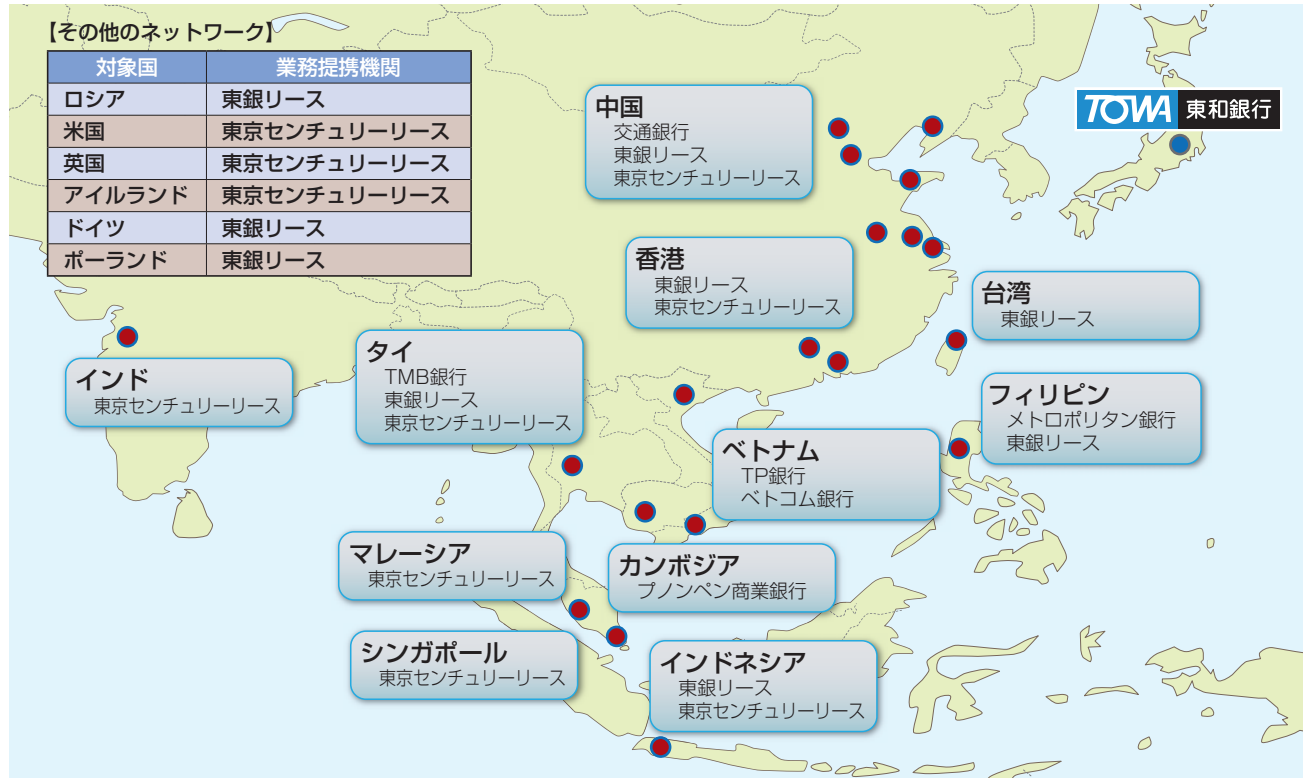 【その他のネットワーク】
対象国 業務提携機関
ロシア 東銀リース
米国 東京センチュリーリース
英国 東京センチュリーリース
アイルランド 東京センチュリーリース
ドイツ 東銀リース
ポーランド 東銀リース
TOWA 東和銀行
中国
交通銀行
東銀リース
東京センチュリーリース
香港
東銀リース
東京センチュリーリース
台湾
東銀リース
インド
東京センチュリーリース
タイ
TMB銀行
東銀リース
東京センチュリーリース
フィリピン
メトロポリタン銀行
東銀リース
ベトナム
TP銀行
ベトコム銀行
マレーシア
東京センチュリーリース
カンボジア
プノンペン商業銀行
シンガポール
東京センチュリーリース
インドネシア
東銀リース
東京センチュリーリース